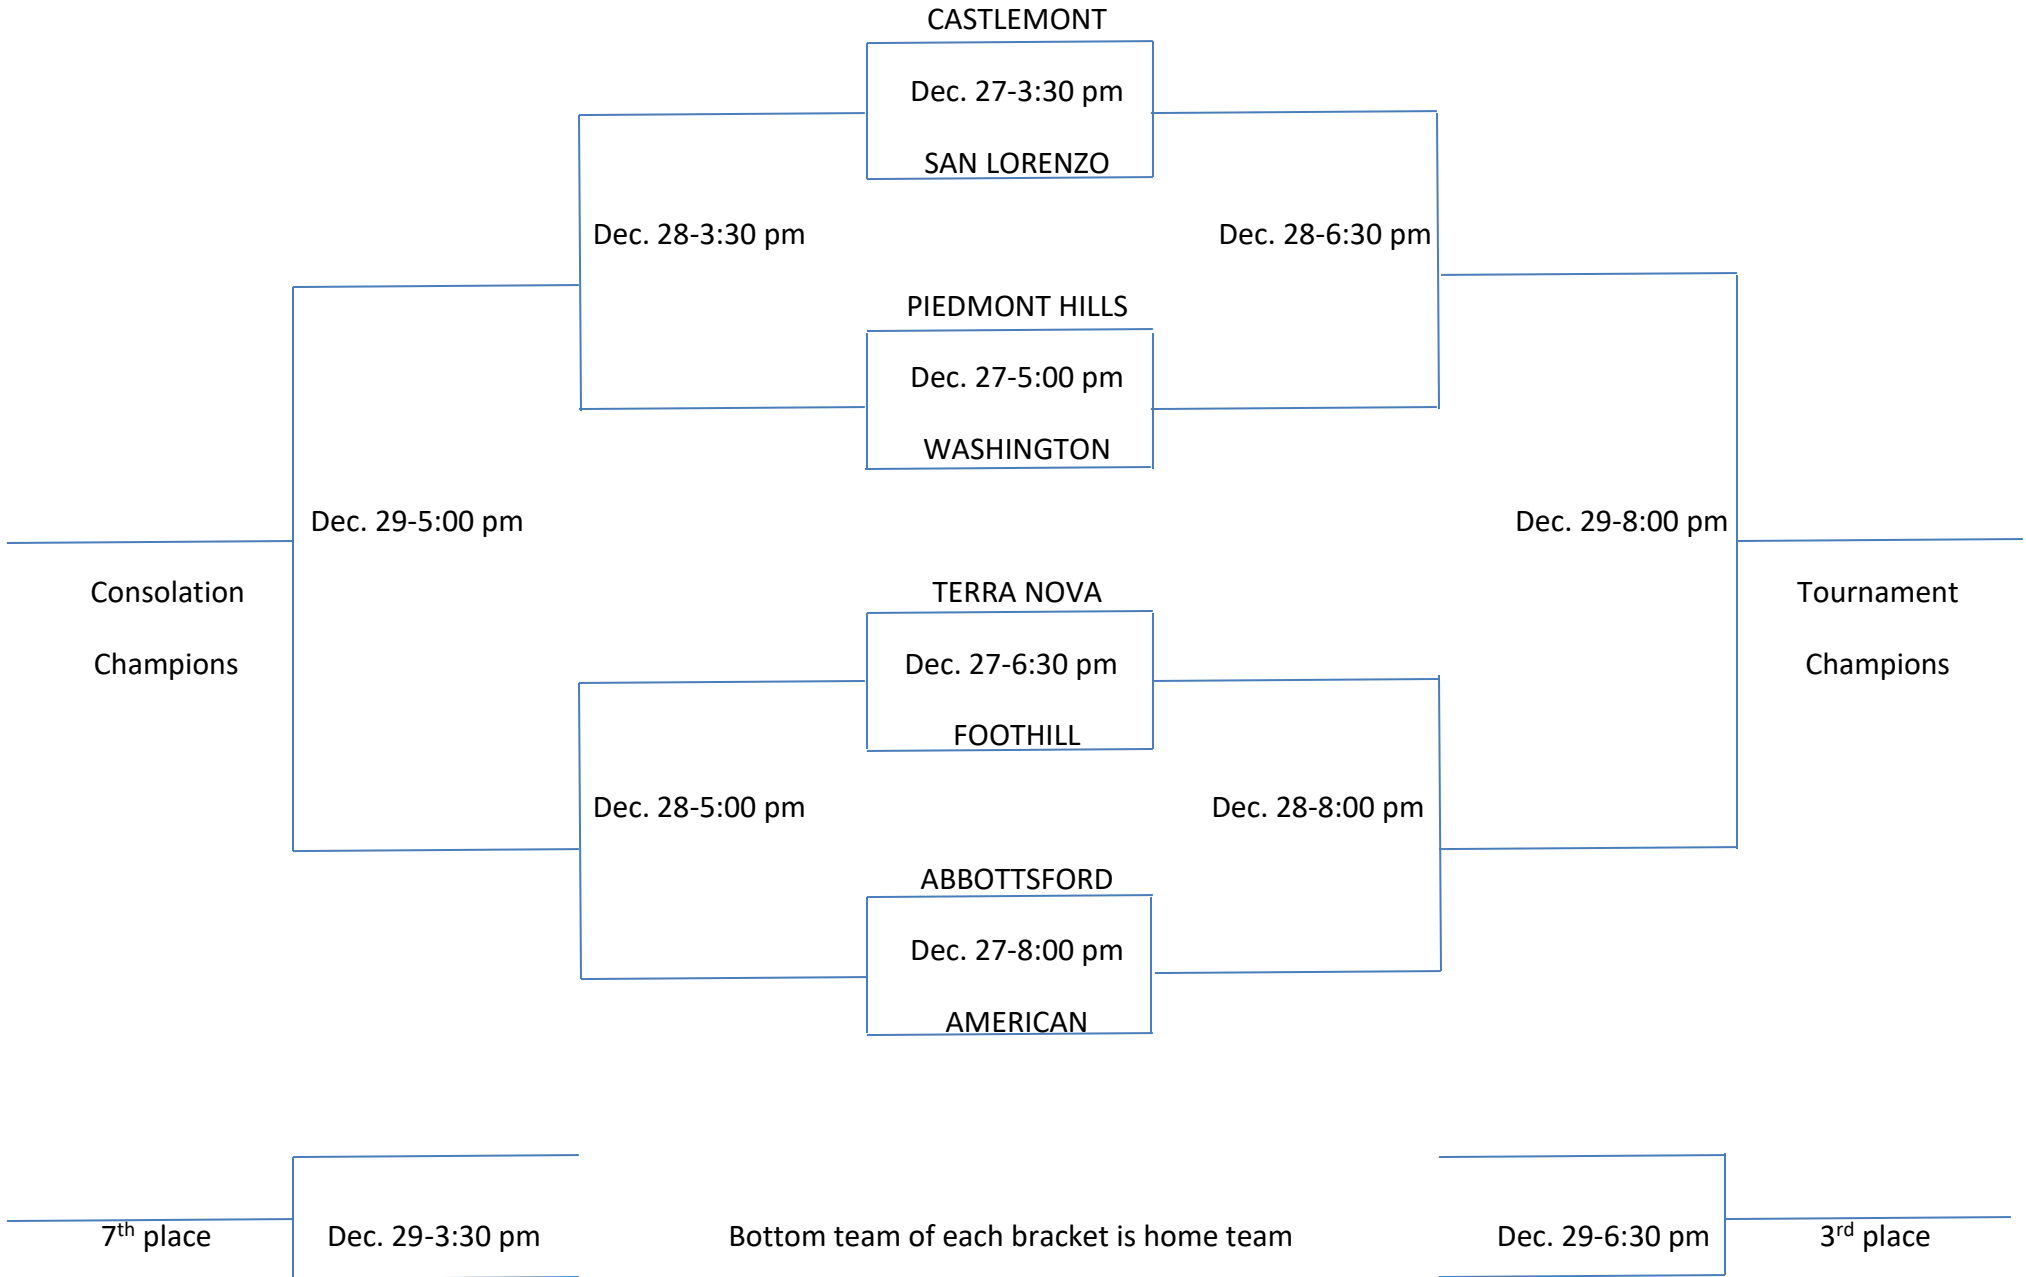 CASTLEMONT
Dec. 27-3:30 pm
SAN LORENZO
Dec. 28-3:30 pm
Dec. 28-6:30 pm
PIEDMONT HILLS
Dec. 27-5:00 pm
WASHINGTON
Dec. 29-5:00 pm
Dec. 29-8:00 pm
Consolation
Champions
TERRA NOVA
Dec. 27-6:30 pm
FOOTHILL
Tournament
Champions
Dec. 28-5:00 pm
Dec. 28-8:00 pm
ABBOTTSFORD
Dec. 27-8:00 pm
AMERICAN
7th place
Dec. 29-3:30 pm
Bottom team of each bracket is home team
Dec. 29-6:30 pm
3rd place